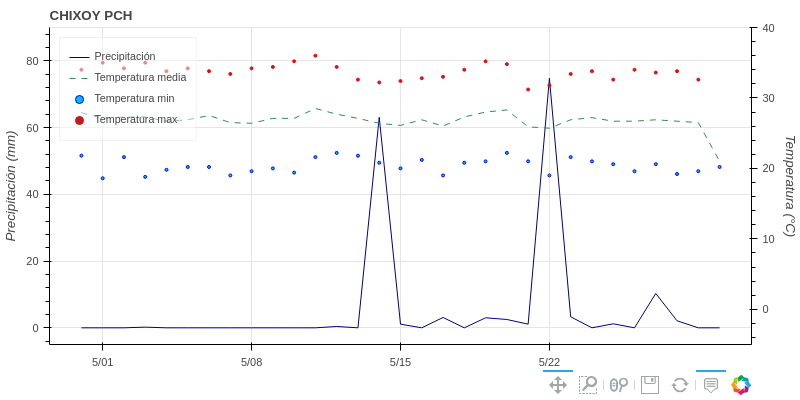 CHIXOY PCH
Precipitación
Temperatura media
Temperatura min
Temperatura max
80
60
40
20
0
Precipitación (mm)
40
30
20
10
0
Temperatura (°C)
5/01
5/08
5/15
5/22